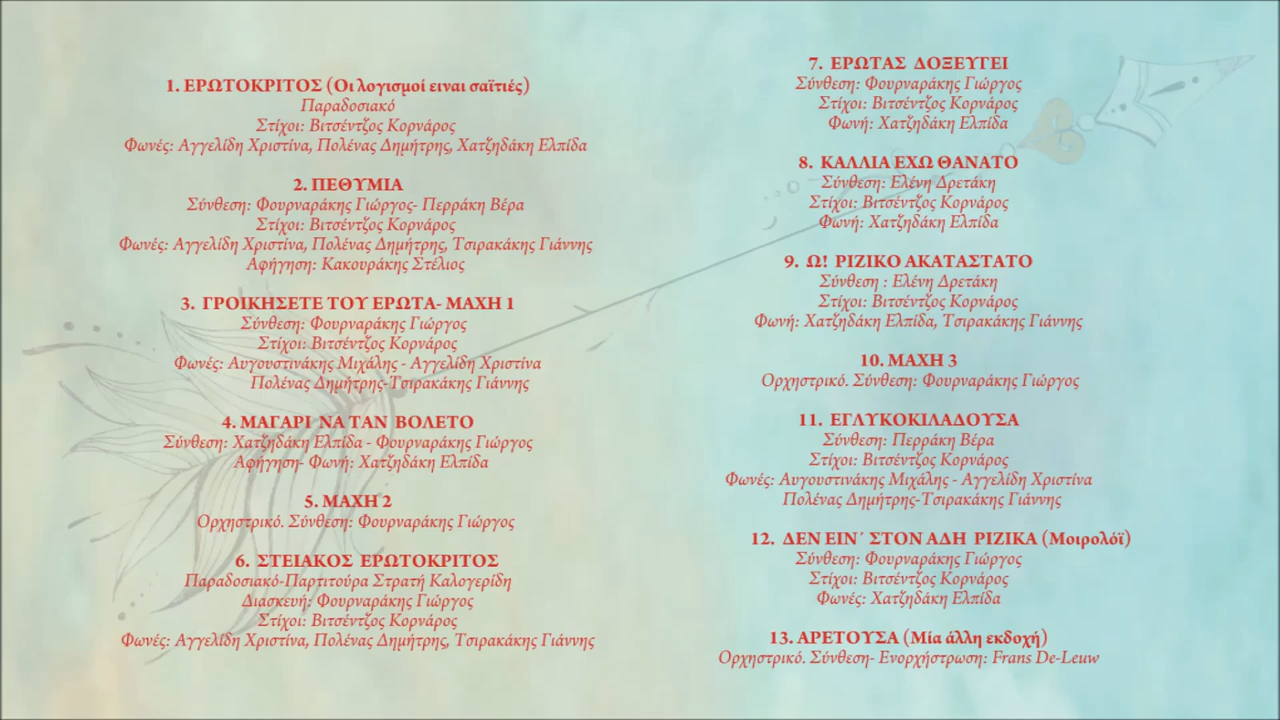 1. ΕΡΩΤΟΚΡΙΤΟΣ (Οι λογισμοί ειναι σαϊτιές)
Παραδοσιακό
Στίχοι: Βιτσέντζος Κορνάρος
Φωνές: Αγγελίδη Χριστίνα, Πολένας Δημήτρης, Χατζηδάκη Ελπίδα
2. ΠΕΘΥΜΙΑ
Σύνθεση: Φουρναράκης Γιώργος- Περράκη Βέρα
Στίχοι: Βιτσέντζος Κορνάρος
Φωνές: Αγγελίδη Χριστίνα, Πολένας Δημήτρης, Τσιρακάκης Γιάννης
Αφήγηση: Κακουράκης Στέλιος
3. ΓΡΟΙΚΗΣΕΤΕ ΤΟΥ ΕΡΩΤΑ- ΜΑΧΗ 1
Σύνθεση: Φουρναράκης Γιώργος
Στίχοι: Βιτσέντζος Κορνάρος
Φωνές: Αυγουστινάκης Μιχάλης - Αγγελίδη Χριστίνα
Πολένας Δημήτρης-Τσιρακάκης Γιάννης
4. ΜΑΓΑΡΙ ΝΑ ΤΑΝ ΒΟΛΕΤΟ
Σύνθεση: Χατζηδάκη Ελπίδα - Φουρναράκης Γιώργος
Αφήγηση- Φωνή: Χατζηδάκη Ελπίδα
5. ΜΑΧΗ 2
Ορχηστρικό. Σύνθεση: Φουρναράκης Γιώργος
6. ΣΤΕΙΑΚΟΣ ΕΡΩΤΟΚΡΙΤΟΣ
Παραδοσιακό-Παρτιτούρα Στρατή Καλογερίδη
Διασκευή: Φουρναράκης Γιώργος
Στίχοι: Βιτσέντζος Κορνάρος
Φωνές: Αγγελίδη Χριστίνα, Πολένας Δημήτρης, Τσιρακάκης Γιάννης
7. ΕΡΩΤΑΣ ΔΟΞΕΥΤΕΙ
Σύνθεση: Φουρναράκης Γιώργος
Στίχοι: Βιτσέντζος Κορνάρος
Φωνή: Χατζηδάκη Ελπίδα
8. ΚΑΛΛΙΑ ΕΧΩ ΘΑΝΑΤΟ
Σύνθεση: Ελένη Δρετάκη
Στίχοι: Βιτσέντζος Κορνάρος
Φωνή: Χατζηδάκη Ελπίδα
9. Ω! ΡΙΖΙΚΟ ΑΚΑΤΑΣΤΑΤΟ
Σύνθεση : Ελένη Δρετάκη
Στίχοι: Βιτσέντζος Κορνάρος
Φωνή: Χατζηδάκη Ελπίδα, Τσιρακάκης Γιάννης
10. ΜΑΧΗ 3
Ορχηστρικό. Σύνθεση: Φουρναράκης Γιώργος
11. ΕΓΛΥΚΟΚΙΛΑΔΟΥΣΑ
Σύνθεση: Περράκη Βέρα
Στίχοι: Βιτσέντζος Κορνάρος
Φωνές: Αυγουστινάκης Μιχάλης - Αγγελίδη Χριστίνα
Πολένας Δημήτρης-Τσιρακάκης Γιάννης
12. ΔΕΝ ΕΙΝ΄ ΣΤΟΝ ΑΔΗ ΡΙΖΙΚΑ (Μοιρολόϊ)
Σύνθεση: Φουρναράκης Γιώργος
Στίχοι: Βιτσέντζος Κορνάρος
Φωνές: Χατζηδάκη Ελπίδα
13. ΑΡΕΤΟΥΣΑ (Μία άλλη εκδοχή)
Ορχηστρικό. Σύνθεση- Ενορχήστρωση: Frans De-Leuw